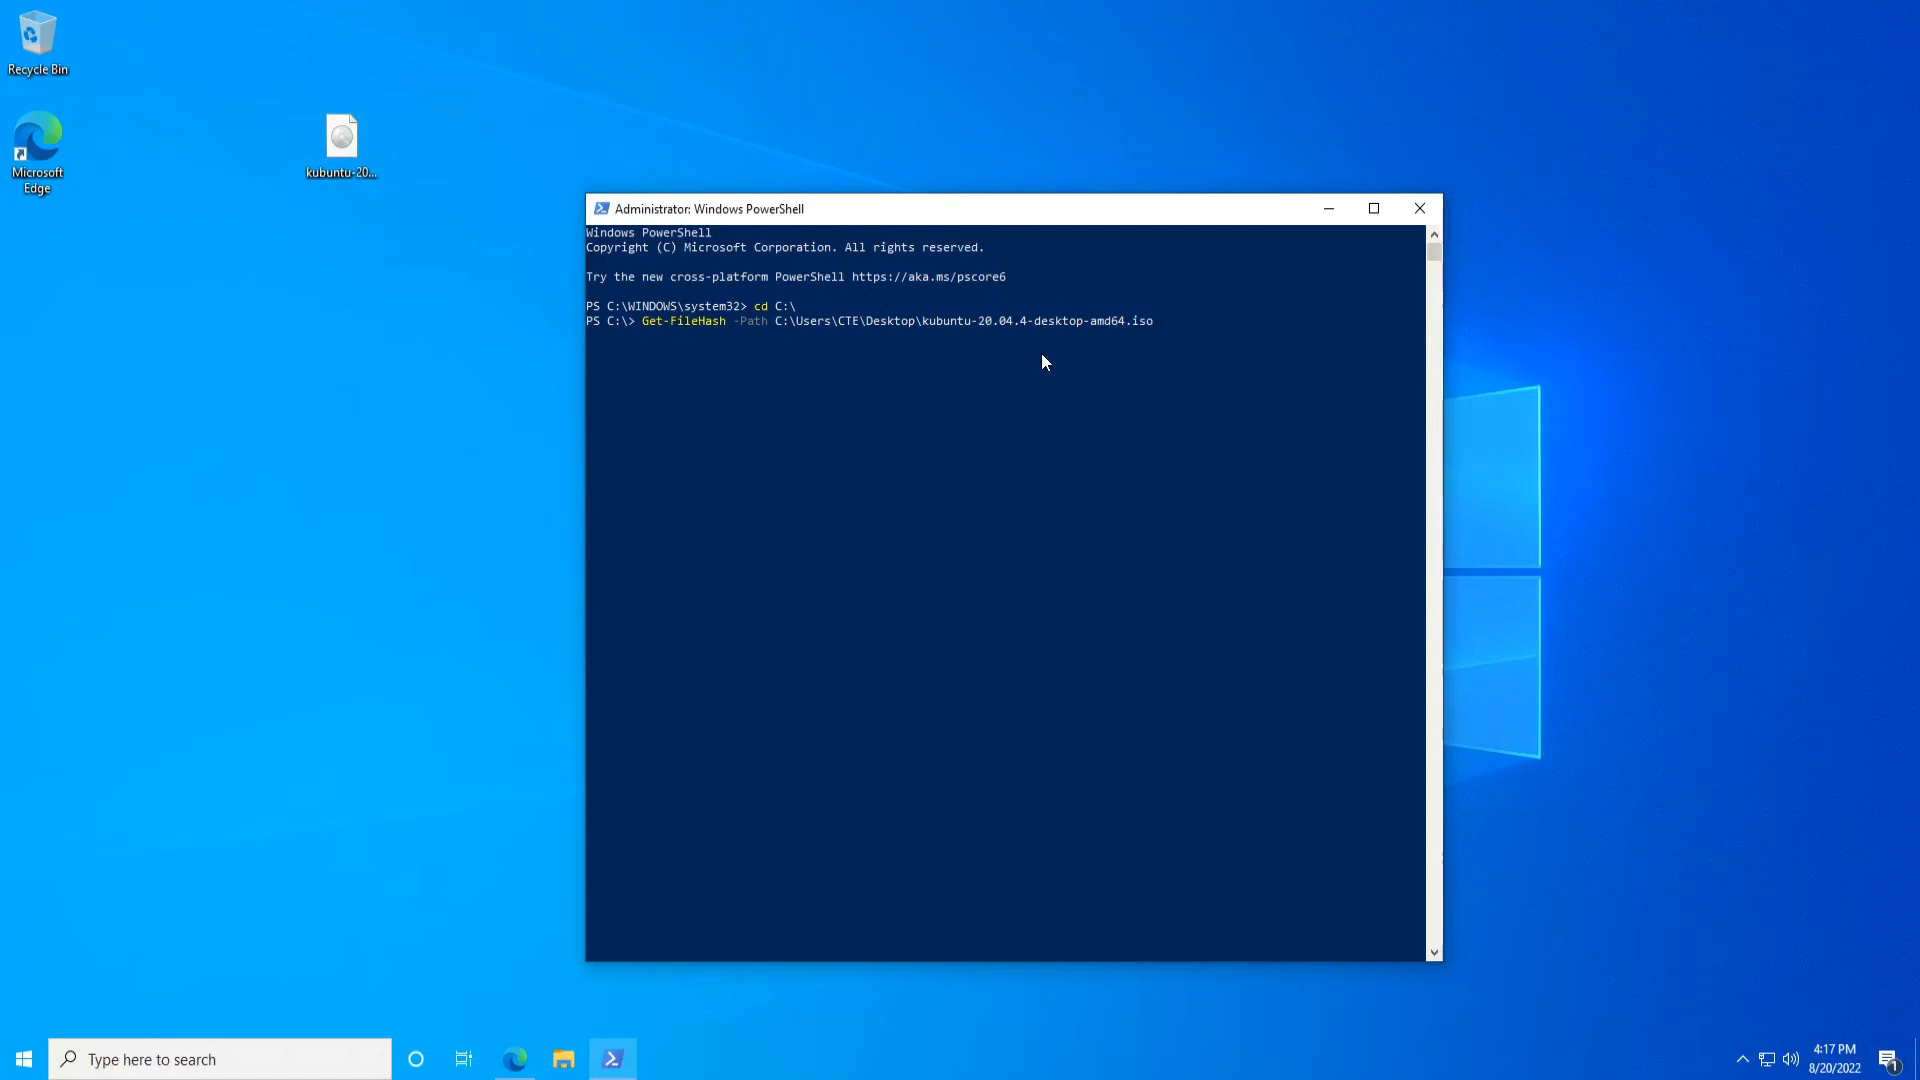 Recycle Bin
Microsoft
Edge
kubuntu-20...
Administrator: Windows PowerShell
Windows PowerShell
Copyright (C) Microsoft Corporation. All rights reserved.
Try the new cross-platform PowerShell https://aka.ms/pscore6
PS C:\WINDOWS\system32> cd C:\
PS C:\> Get-FileHash -Path C:\Users\CTE\Desktop\kubuntu-20.04.4-desktop-amd64.iso
Type here to search
4:17 PM
8/20/2022
1